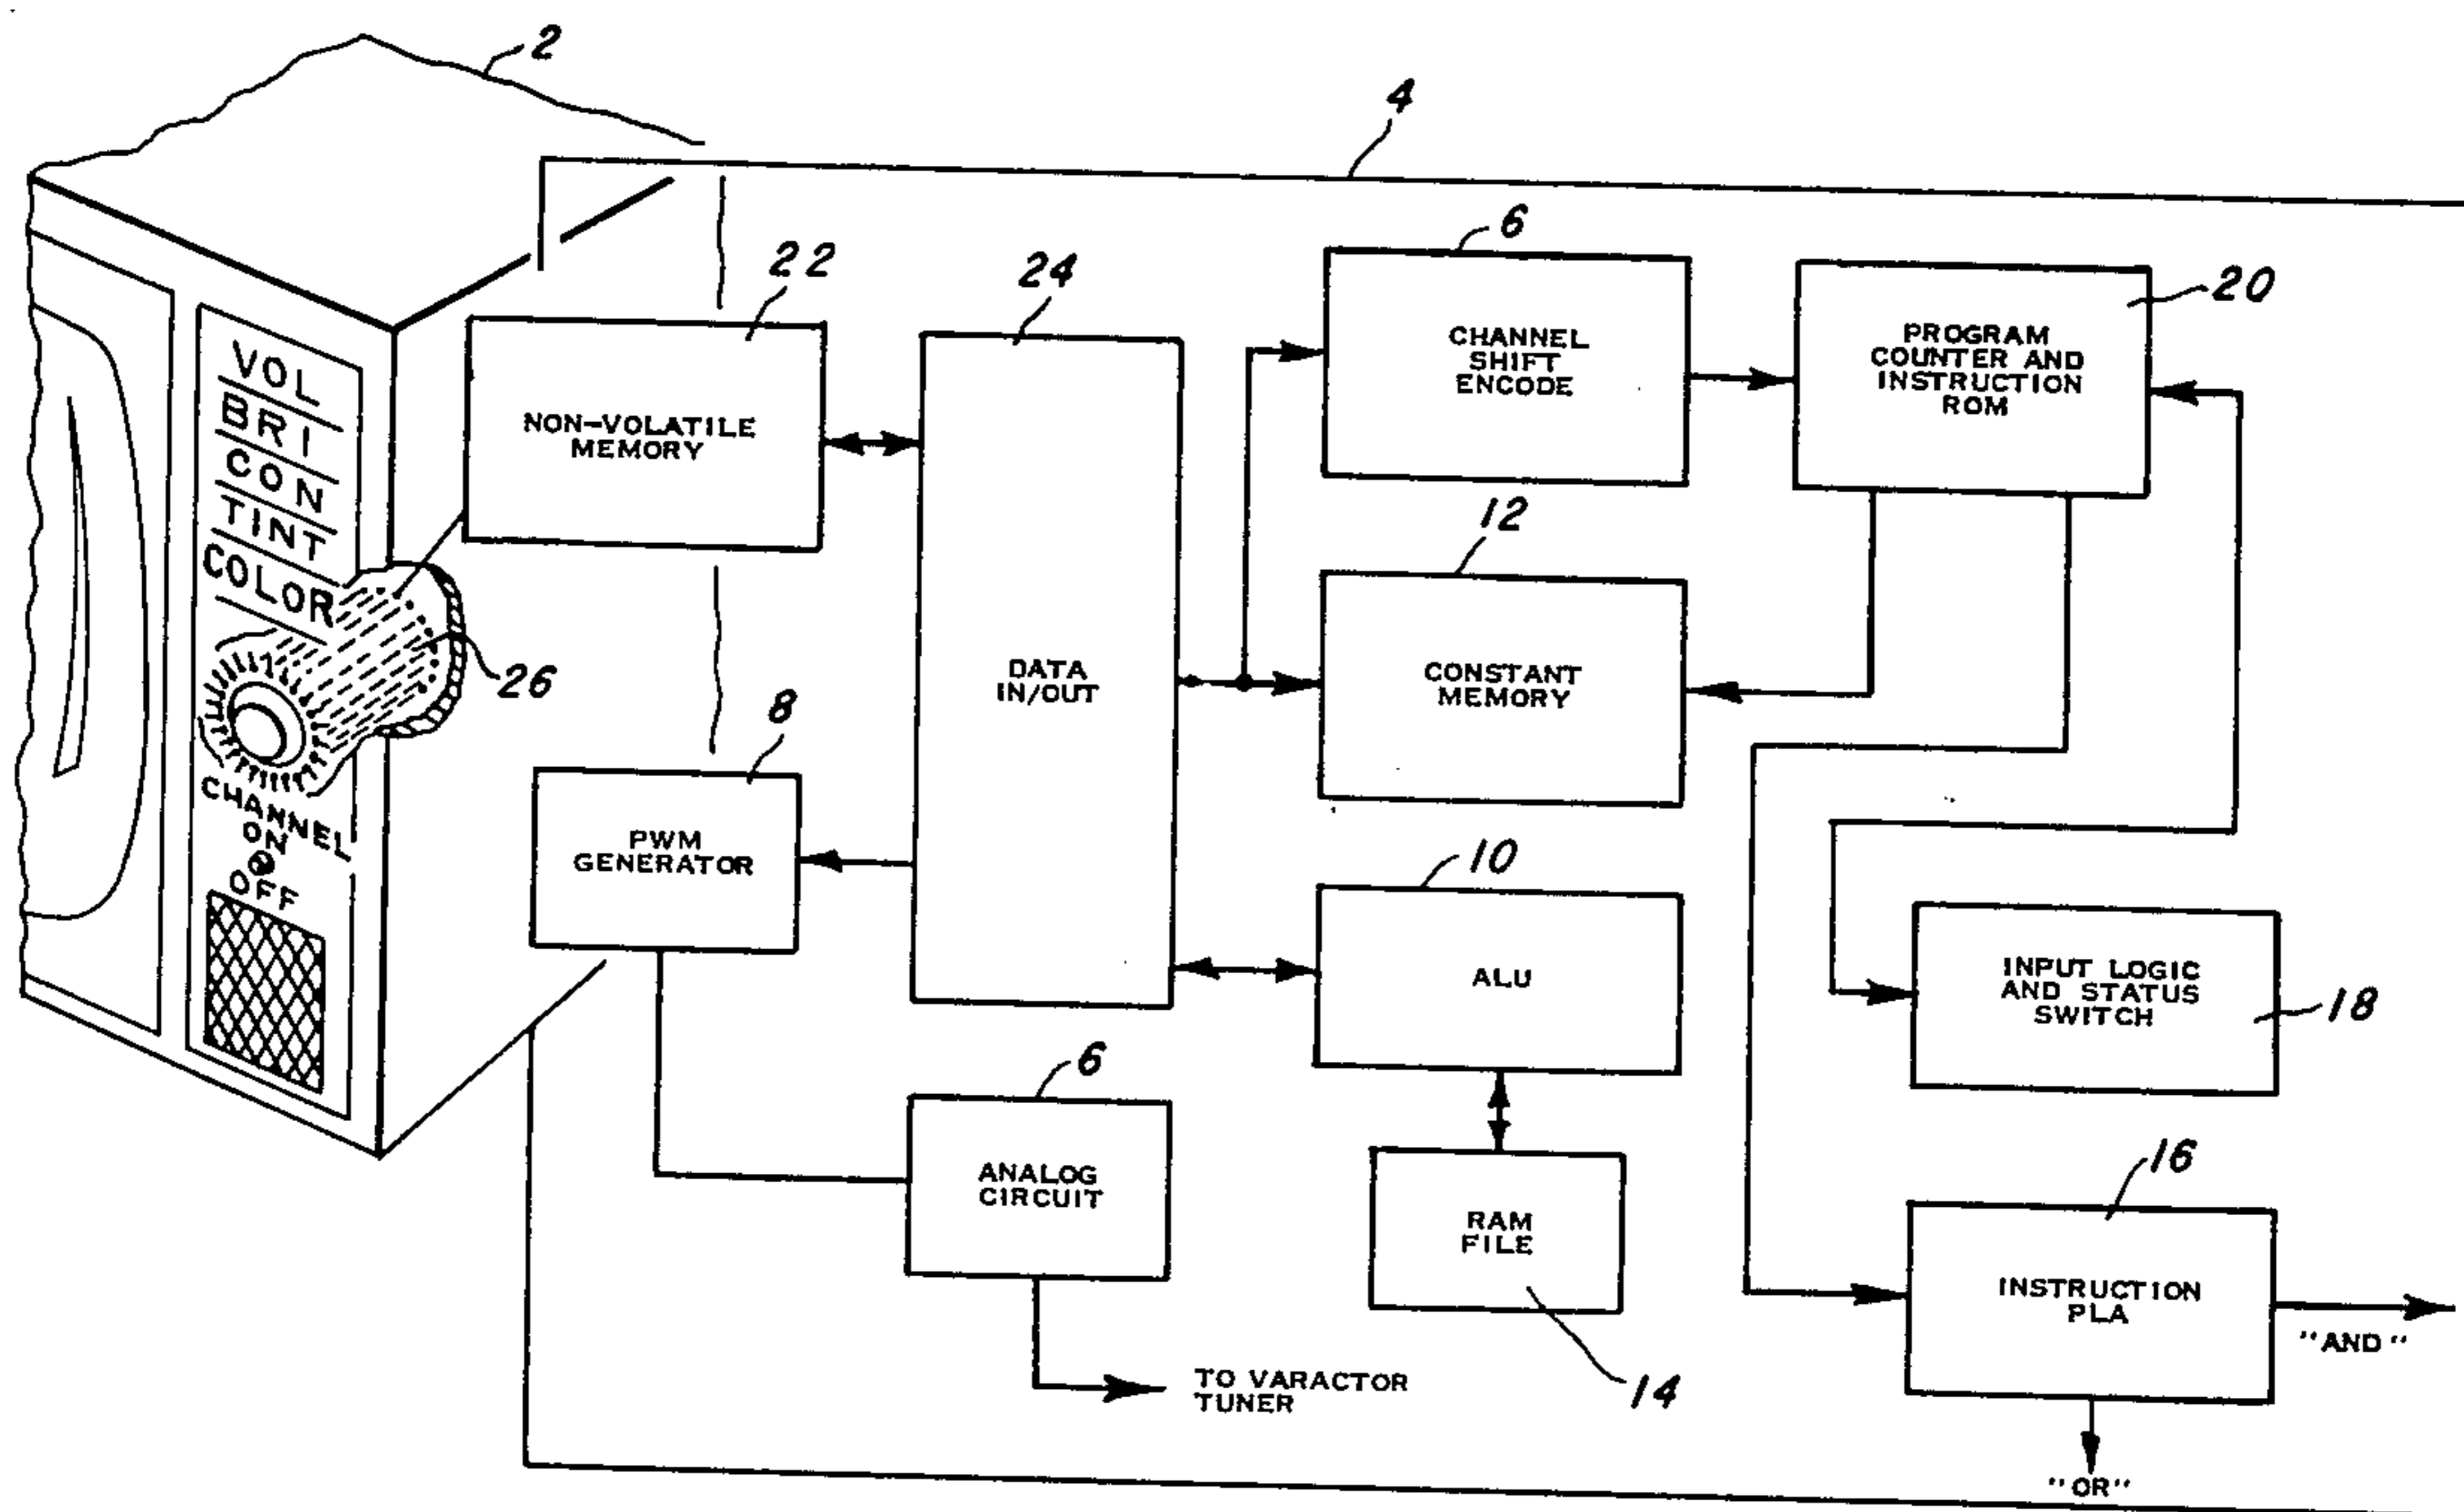 2
4
VOL
BRI
CON
TINT
COLOR
26
CHANNEL
ON
OFF
22
NON-VOLATILE
MEMORY
24
DATA
IN/OUT
8
PWM
GENERATOR
6
CHANNEL
SHIFT
ENCODE
20
PROGRAM
COUNTER AND
INSTRUCTION
ROM
12
CONSTANT
MEMORY
10
ALU
18
INPUT LOGIC
AND STATUS
SWITCH
6
ANALOG
CIRCUIT
TO VARACTOR
TUNER
14
RAM
FILE
16
INSTRUCTION
PLA
"AND"
"OR"